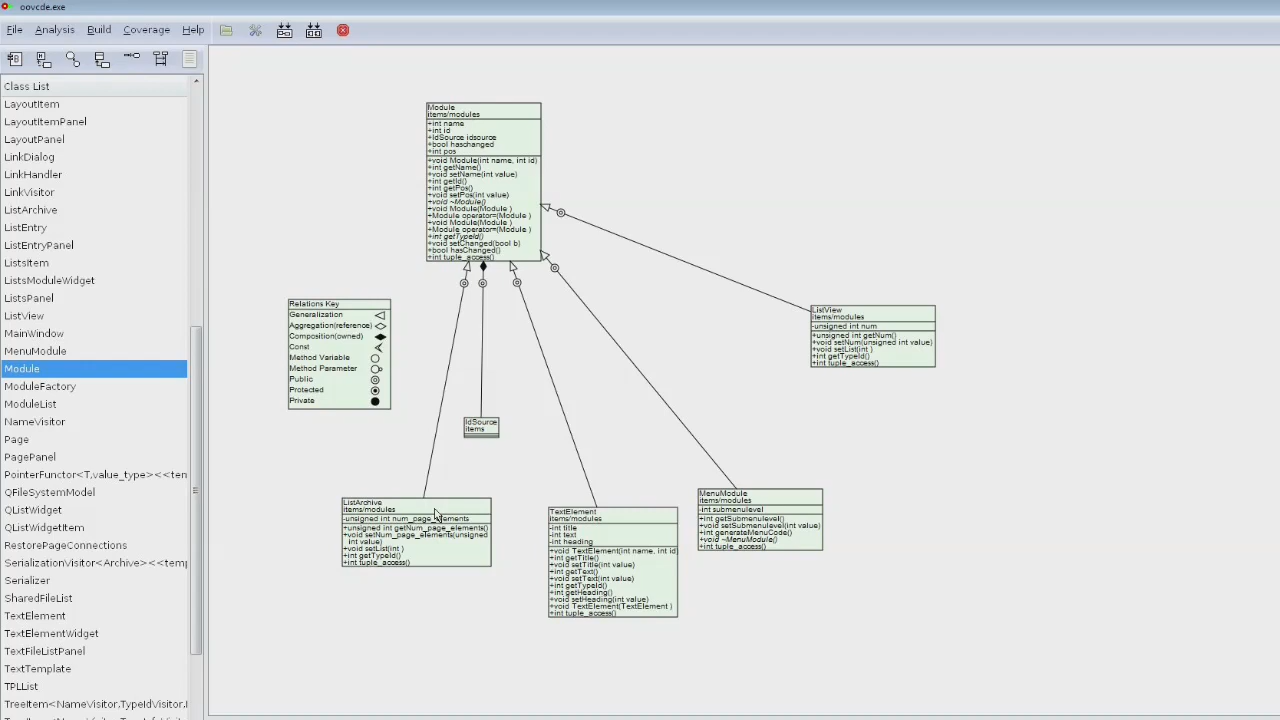 oovcde.exe
File Analysis Build Coverage Help
Class List
LayoutItem
LayoutItemPanel
LayoutPanel
LinkDialog
LinkHandler
LinkVisitor
ListArchive
ListEntry
ListEntryPanel
ListsItem
ListsModuleWidget
ListsPanel
ListView
MainWindow
MenuModule
Module
ModuleFactory
ModuleList
NameVisitor
Page
PagePanel
PointerFunctor<T,value_type><<tem
QFileSystemModel
QListWidget
QListWidgetItem
RestorePageConnections
SerializationVisitor<Archive><<temp
Serializer
SharedFileList
TextElement
TextElementWidget
TextFileListPanel
TextTemplate
TPLList
TreeItem<NameVisitor,TypeIdVisitor,
Module
items/modules
+int name
+int id
+IdSource idsource
+bool haschanged
+int pos
+void Module(int name, int id)
+int getName()
+void setName(int value)
+int getId()
+int getPos()
+void setPos(int value)
+void ~Module()
+void Module(Module )
+Module operator=(Module )
+void Module(Module )
+Module operator=(Module )
+int getTypeId()
+void setChanged(bool b)
+bool hasChanged()
+int tuple_access()
Relations Key
Generalization
Aggregation(reference)
Composition(owned)
Const
Method Variable
Method Parameter
Public
Protected
Private
ListView
items/modules
-unsigned int num
+unsigned int getNum()
+void setNum(unsigned int value)
+void setList(int )
+int getTypeId()
+int tuple_access()
IdSource
items
ListArchive
items/modules
-unsigned int num_page_elements
+unsigned int getNum_page_elements()
+void setNum_page_elements(unsigned
int value)
+void setList(int )
+int getTypeId()
+int tuple_access()
TextElement
items/modules
-int title
-int text
-int heading
+void TextElement(int name, int id)
+int getTitle()
+void setTitle(int value)
+int getText()
+void setText(int value)
+int getTypeId()
+int getHeading()
+void setHeading(int value)
+void TextElement(TextElement )
+int tuple_access()
MenuModule
items/modules
-int submenulevel
+int getSubmenulevel()
+void setSubmenulevel(int value)
+int generateMenuCode()
+void ~MenuModule()
+int tuple_access()